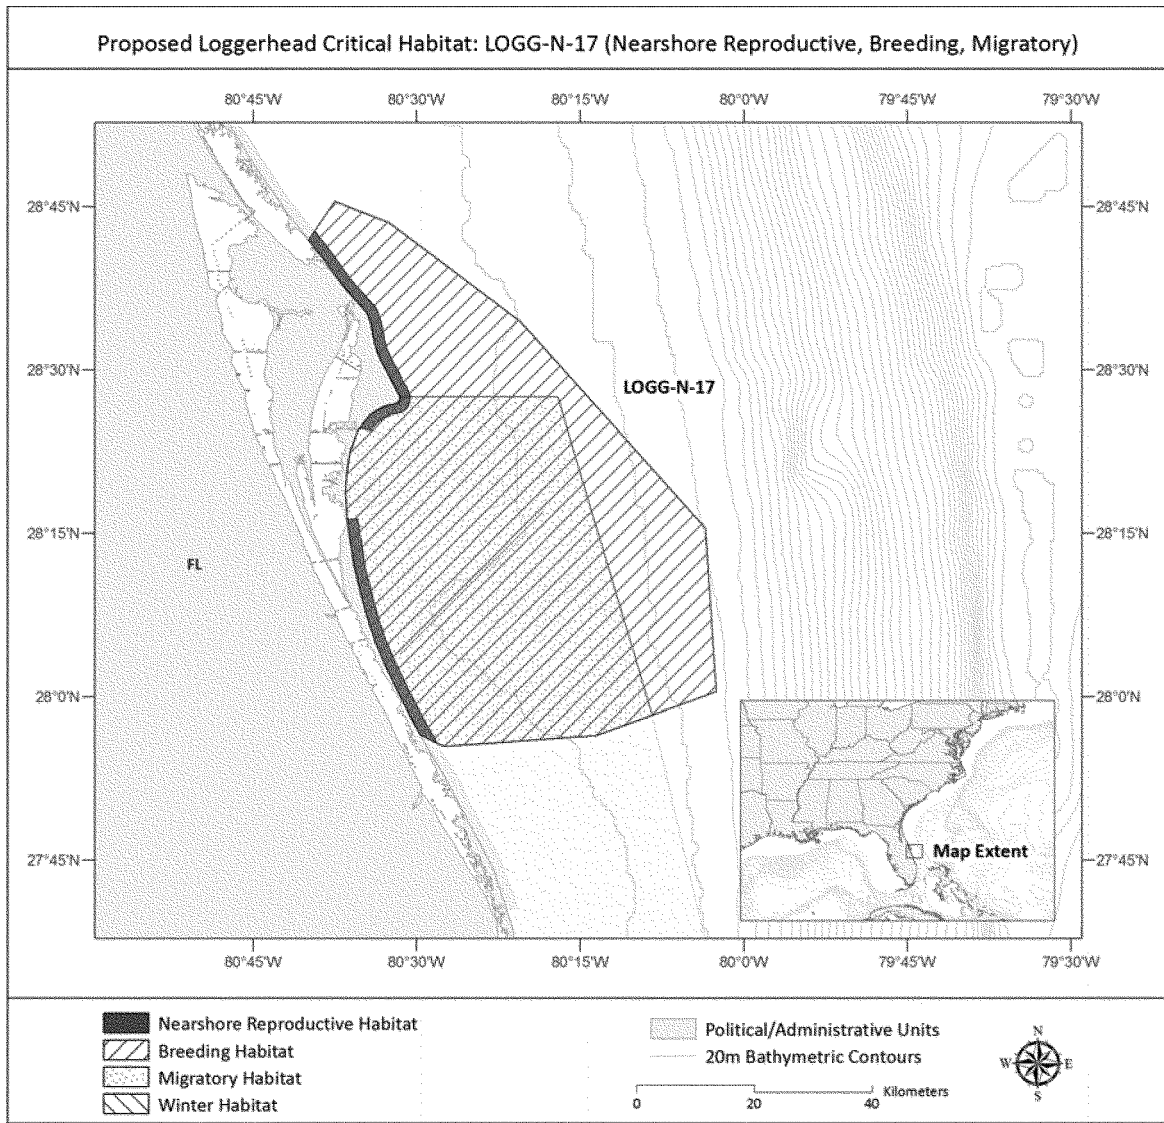 Proposed Loggerhead Critical Habitat: LOGG-N-17 (Nearshore Reproductive, Breeding, Migratory)
80°45'W 80°30'W 80°15'W 80°0'W 79°45'W 79°30'W
28°45'N 28°45'N
28°30'N 28°30'N
LOGG-N-17
28°15'N 28°15'N
FL
28°0'N 28°0'N
Map Extent
27°45'N 27°45'N
80°45'W 80°30'W 80°15'W 80°0'W 79°45'W 79°30'W
Nearshore Reproductive Habitat
Breeding Habitat
Migratory Habitat
Winter Habitat
Political/Administrative Units
20m Bathymetric Contours
Kilometers
0 20 40
N
W E
S